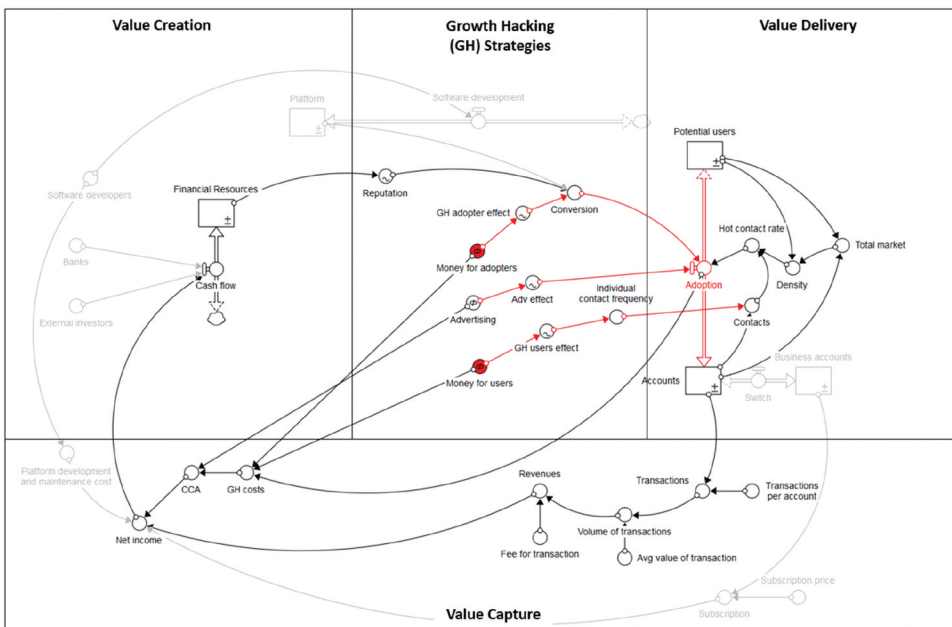 Value Creation
Growth Hacking
(GH) Strategies
Value Delivery
Platform
Software development
Potential users
Software developers
Financial Resources
Reputation
GH adopter effect
Conversion
Hot contact rate
Total market
Banks
Cash flow
Money for adopters
Individual
contact frequency
Adoption
Density
External investors
Adv effect
Advertising
Contacts
GH users effect
Business accounts
Money for users
Accounts
Switch
Platform development
and maintenance cost
CCA
GH costs
Revenues
Transactions
Transactions
per account
Net income
Volume of transactions
Fee for transaction
Avg value of transaction
Subscription price
Subscription
Value Capture